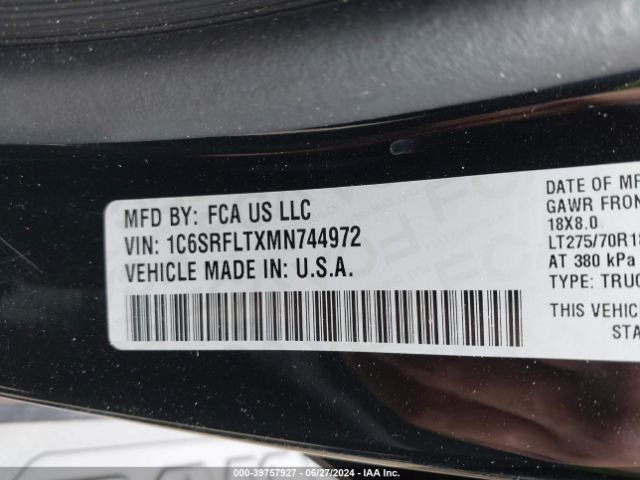 MFD BY: FCA US LLC
VIN: 1C6SRFLTXMN744972
VEHICLE MADE IN: U.S.A.
DATE OF MF
GAWR FRON
18X8.0
LT275/70R18
AT 380 kPa
TYPE: TRUC
THIS VEHIC
STA
000-39757927 - 06/27/2024 - IAA Inc.